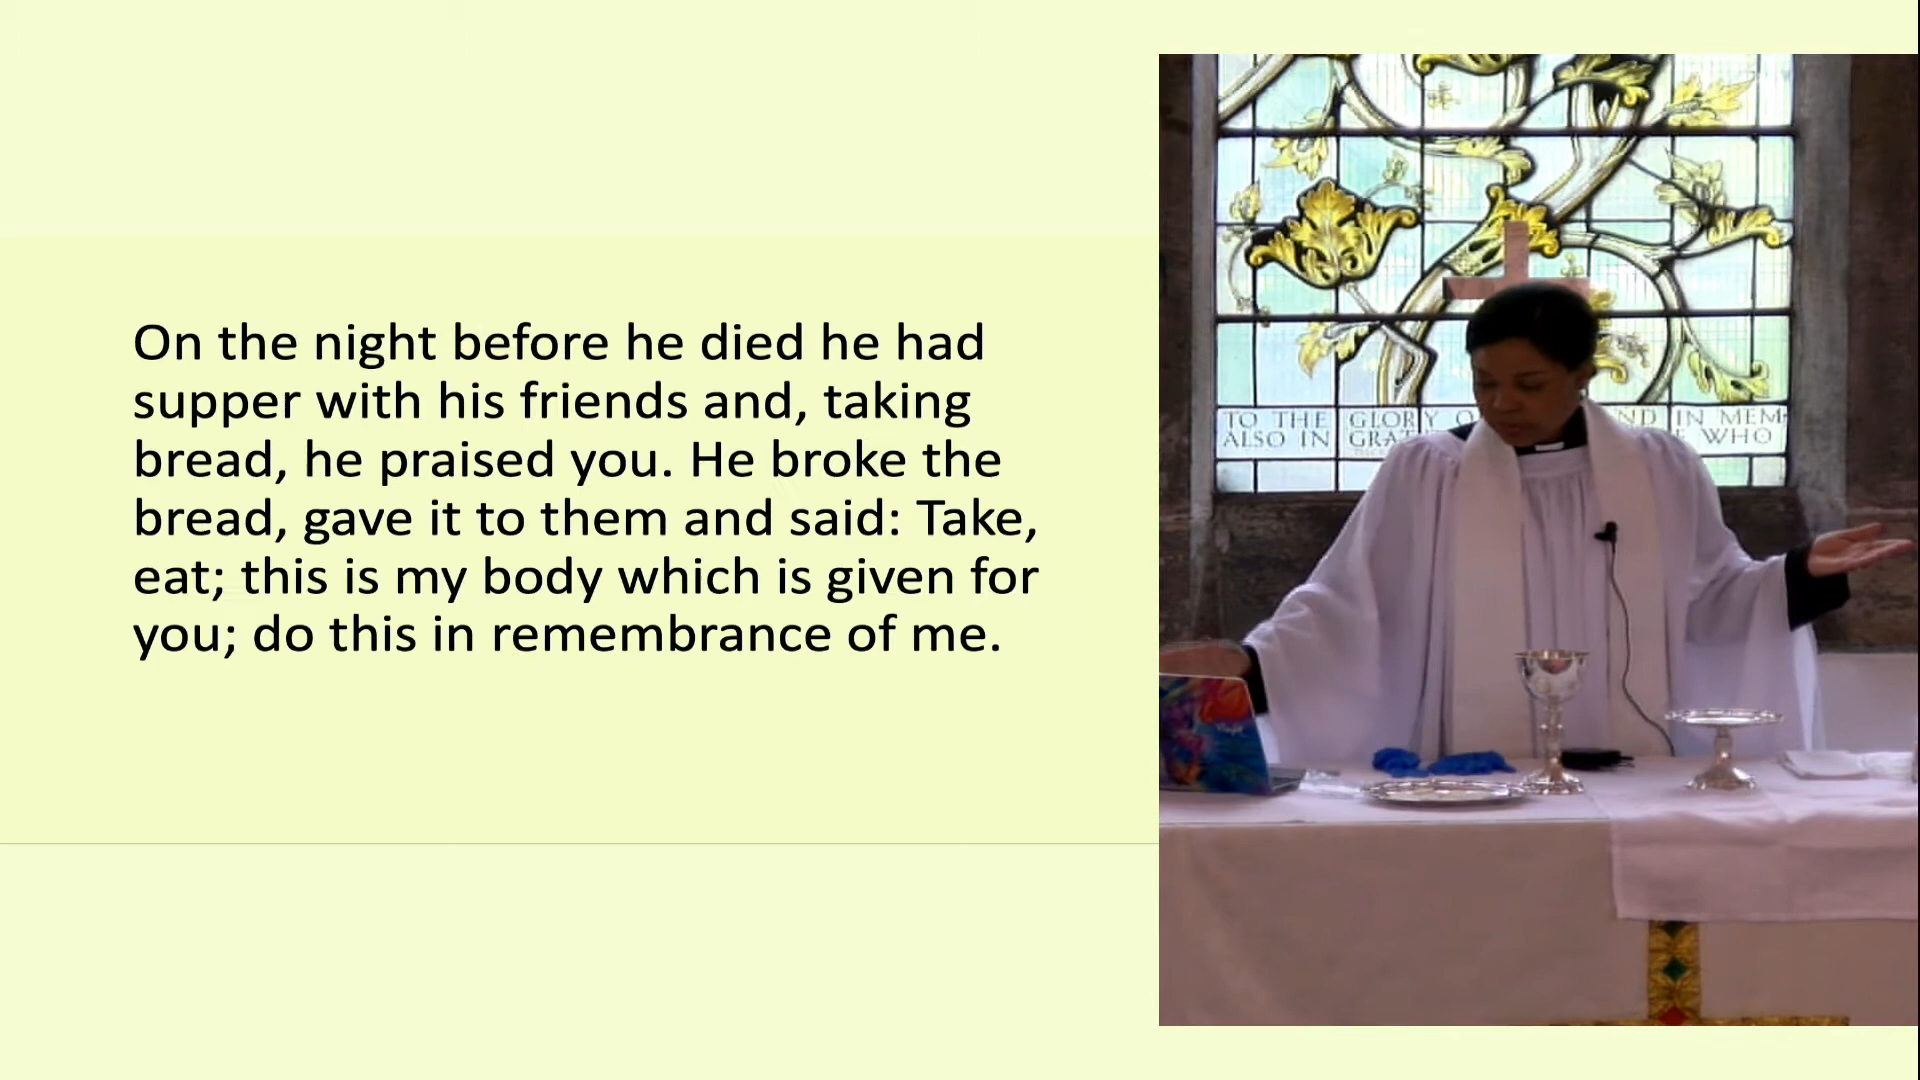 On the night before he died he had
supper with his friends and, taking
bread, he praised you. He broke the
bread, gave it to them and said: Take,
eat; this is my body which is given for
you; do this in remembrance of me.
TO THE GLORY O ND IN MEM
ALSO IN GRAT WHO